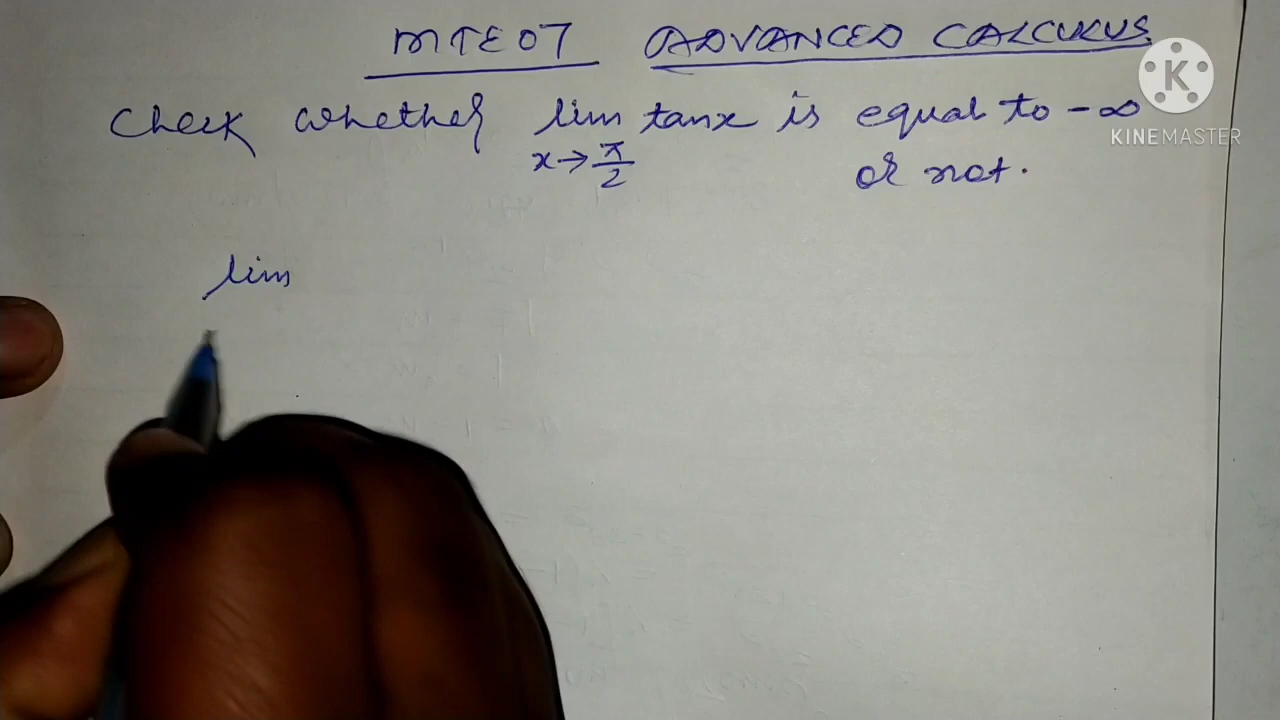 MTE07 ADVANCED CALCULUS
Check whether lim tanx is equal to -∞
x→π/2 or not.
lim
K
KINEMASTER